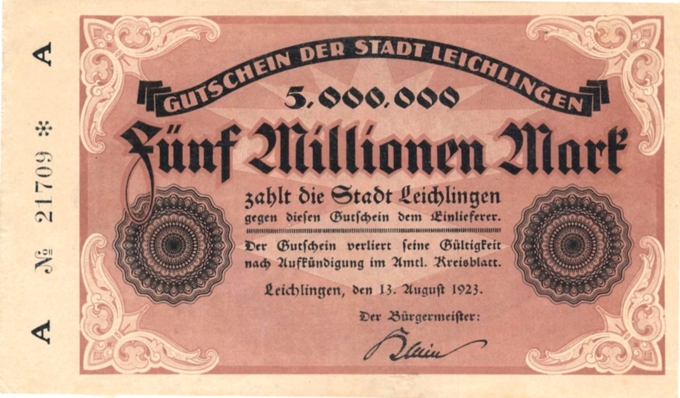 A
№ 21709 *
A
GUTSCHEIN DER STADT LEICHLINGEN
5.000.000
Fünf Millionen Mark
zahlt die Stadt Leichlingen
gegen diesen Gutschein dem Einlieferer.
Der Gutschein verliert seine Gültigkeit
nach Aufkündigung im Amtl. Kreisblatt.
Leichlingen, den 13. August 1923.
Der Bürgermeister: